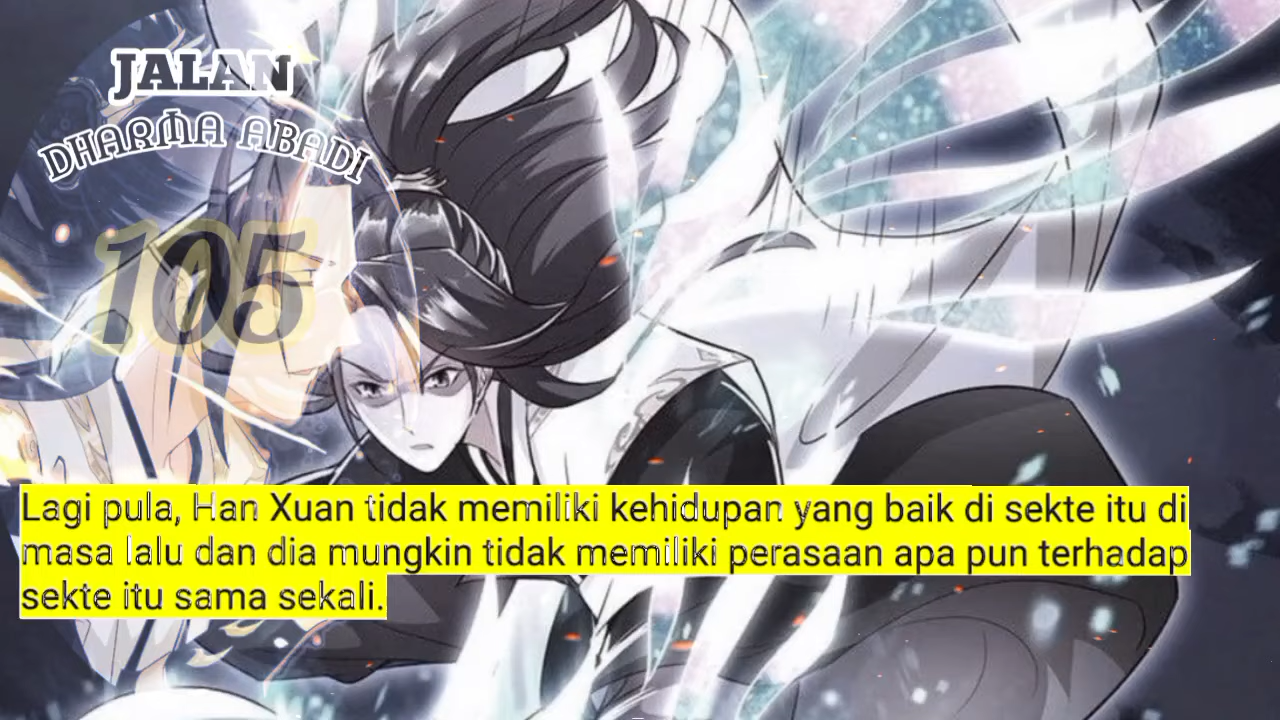 JALAN
DHARMA ABADI
105
Lagi pula, Han Xuan tidak memiliki kehidupan yang baik di sekte itu di
masa lalu dan dia mungkin tidak memiliki perasaan apa pun terhadap
sekte itu sama sekali.